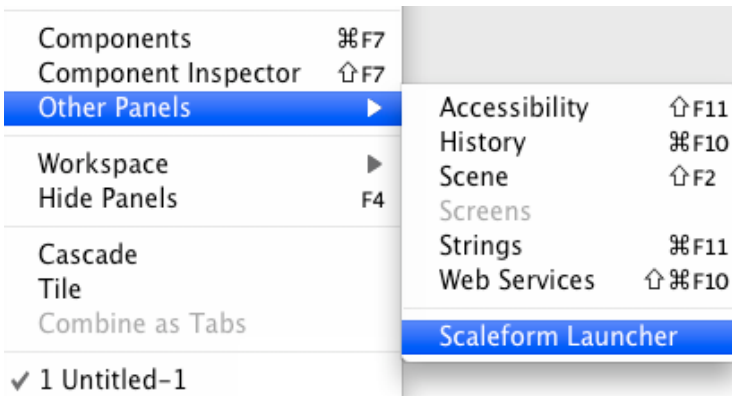 Components ⌘F7
Component Inspector ⇧F7
Other Panels ▶
Workspace ▶
Hide Panels F4
Cascade
Tile
Combine as Tabs
✓ 1 Untitled-1
Accessibility ⇧F11
History ⌘F10
Scene ⇧F2
Screens
Strings ⌘F11
Web Services ⇧⌘F10
Scaleform Launcher